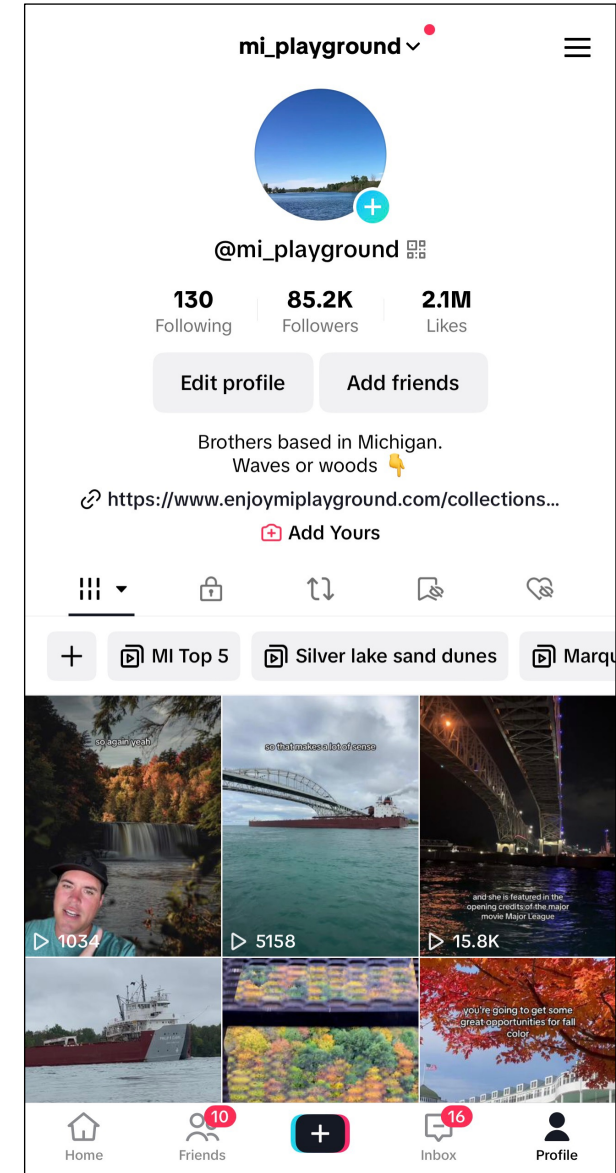 mi_playground
@mi_playground
130 85.2K 2.1M
Following Followers Likes
Edit profile Add friends
Brothers based in Michigan.
Waves or woods 👇
https://www.enjoymiplayground.com/collections...
Add Yours
MI Top 5 Silver lake sand dunes Marqu
so again yeah
so that makes a lot of sense
and she is featured in the
opening credits of the major
movie Major League
1034 5158 15.8K
you're going to get some
great opportunities for fall
color
10 16
Home Friends Inbox Profile